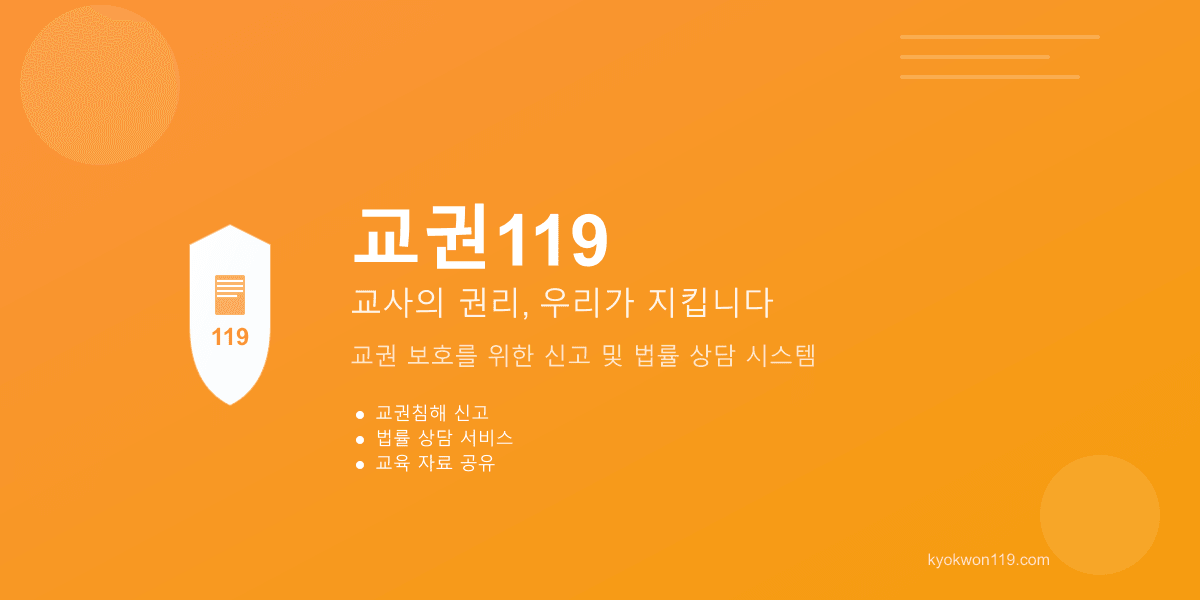 119
교권119
교사의 권리, 우리가 지킵니다
교권 보호를 위한 신고 및 법률 상담 시스템
• 교권침해 신고
• 법률 상담 서비스
• 교육 자료 공유
kyokwon119.com